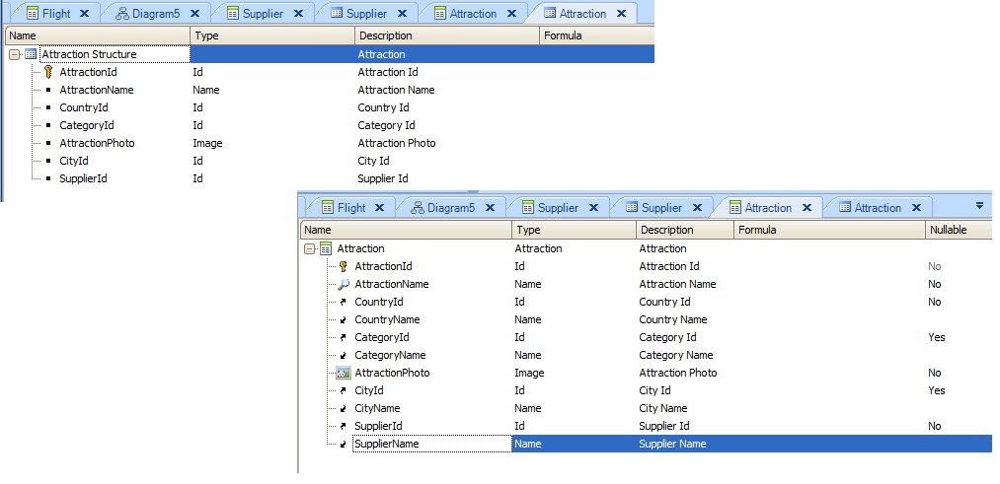 Flight Diagram5 Supplier Supplier Attraction Attraction
Name Type Description Formula
Attraction Structure Attraction
AttractionId Id Attraction Id
AttractionName Name Attraction Name
CountryId Id Country Id
CategoryId Id Category Id
AttractionPhoto Image Attraction Photo
CityId Id City Id
SupplierId Id Supplier Id
Flight Diagram5 Supplier Supplier Attraction Attraction
Name Type Description Formula Nullable
Attraction Attraction Attraction
AttractionId Id Attraction Id No
AttractionName Name Attraction Name No
CountryId Id Country Id No
CountryName Name Country Name
CategoryId Id Category Id Yes
CategoryName Name Category Name
AttractionPhoto Image Attraction Photo No
CityId Id City Id Yes
CityName Name City Name
SupplierId Id Supplier Id No
SupplierName Name Supplier Name